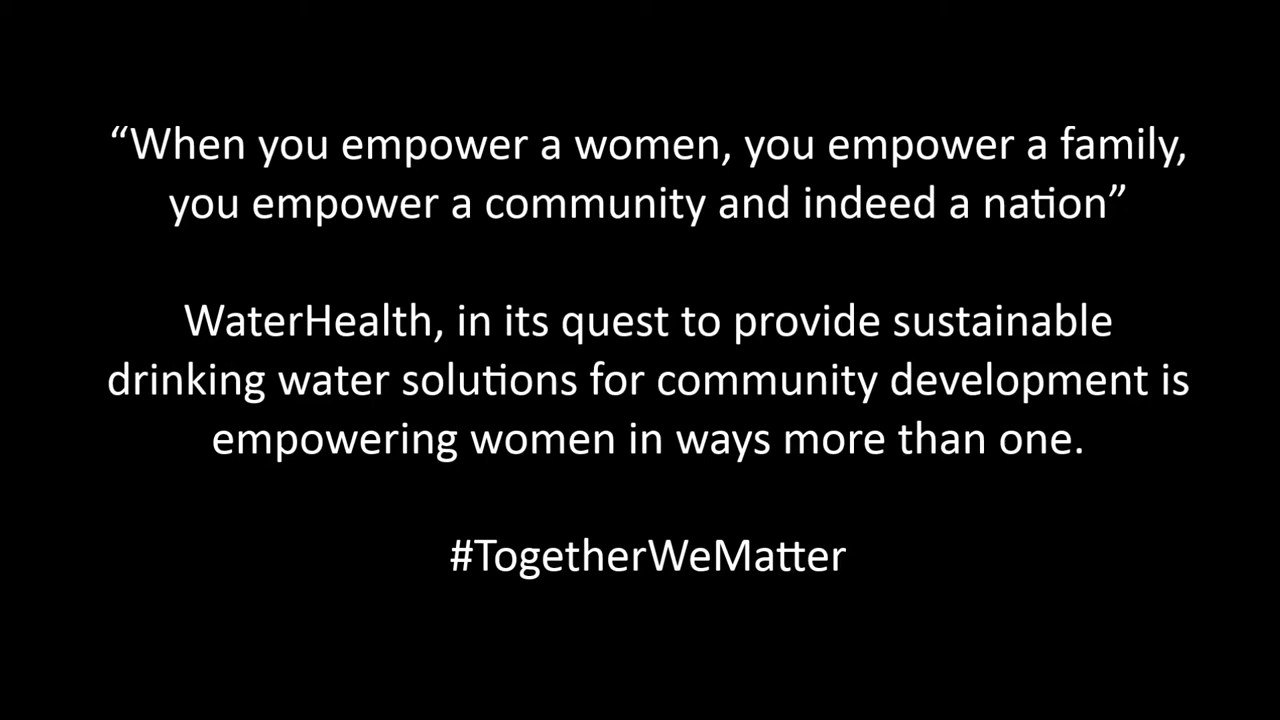 “When you empower a women, you empower a family,
you empower a community and indeed a nation”
WaterHealth, in its quest to provide sustainable
drinking water solutions for community development is
empowering women in ways more than one.
#TogetherWeMatter